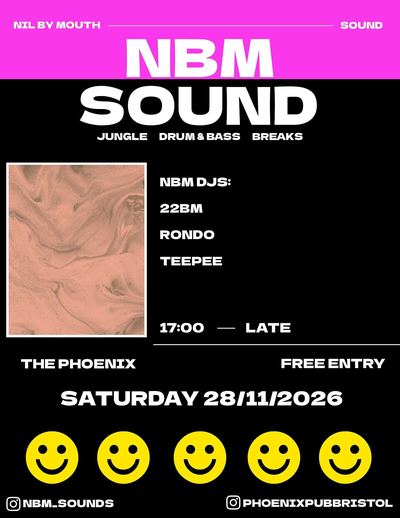 NIL BY MOUTH SOUND
NBM
SOUND
JUNGLE DRUM & BASS BREAKS
NBM DJS:
22BM
RONDO
TEEPEE
17:00 — LATE
THE PHOENIX FREE ENTRY
SATURDAY 28/11/2026
NBM_SOUNDS PHOENIXPUBBRISTOL